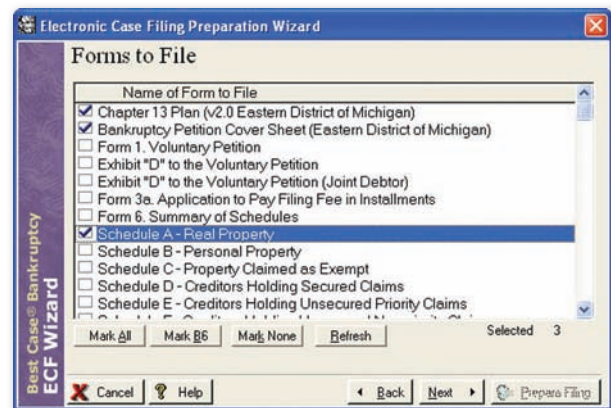 Electronic Case Filing Preparation Wizard
Forms to File
Name of Form to File
Chapter 13 Plan (v2.0 Eastern District of Michigan)
Bankruptcy Petition Cover Sheet (Eastern District of Michigan)
Form 1. Voluntary Petition
Exhibit "D" to the Voluntary Petition
Exhibit "D" to the Voluntary Petition (Joint Debtor)
Form 3a. Application to Pay Filing Fee in Installments
Form 6. Summary of Schedules
Schedule A - Real Property
Schedule B - Personal Property
Schedule C - Property Claimed as Exempt
Schedule D - Creditors Holding Secured Claims
Schedule E - Creditors Holding Unsecured Priority Claims
Mark All Mark B6 Mark None Refresh Selected 3
Cancel Help Back Next Prepare Filing
Best Case® Bankruptcy
ECF Wizard